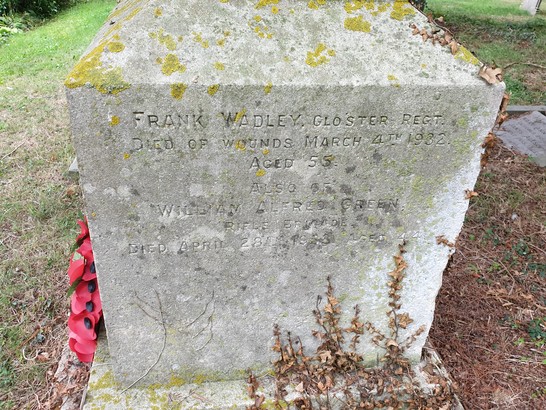 FRANK WADLEY, GLOSTER REGT.
DIED OF WOUNDS MARCH 4TH 1932.
AGED 55.
ALSO OF
WILLIAM ALFRED GREEN,
RIFLE BRIGADE
DIED APRIL 28TH AGED